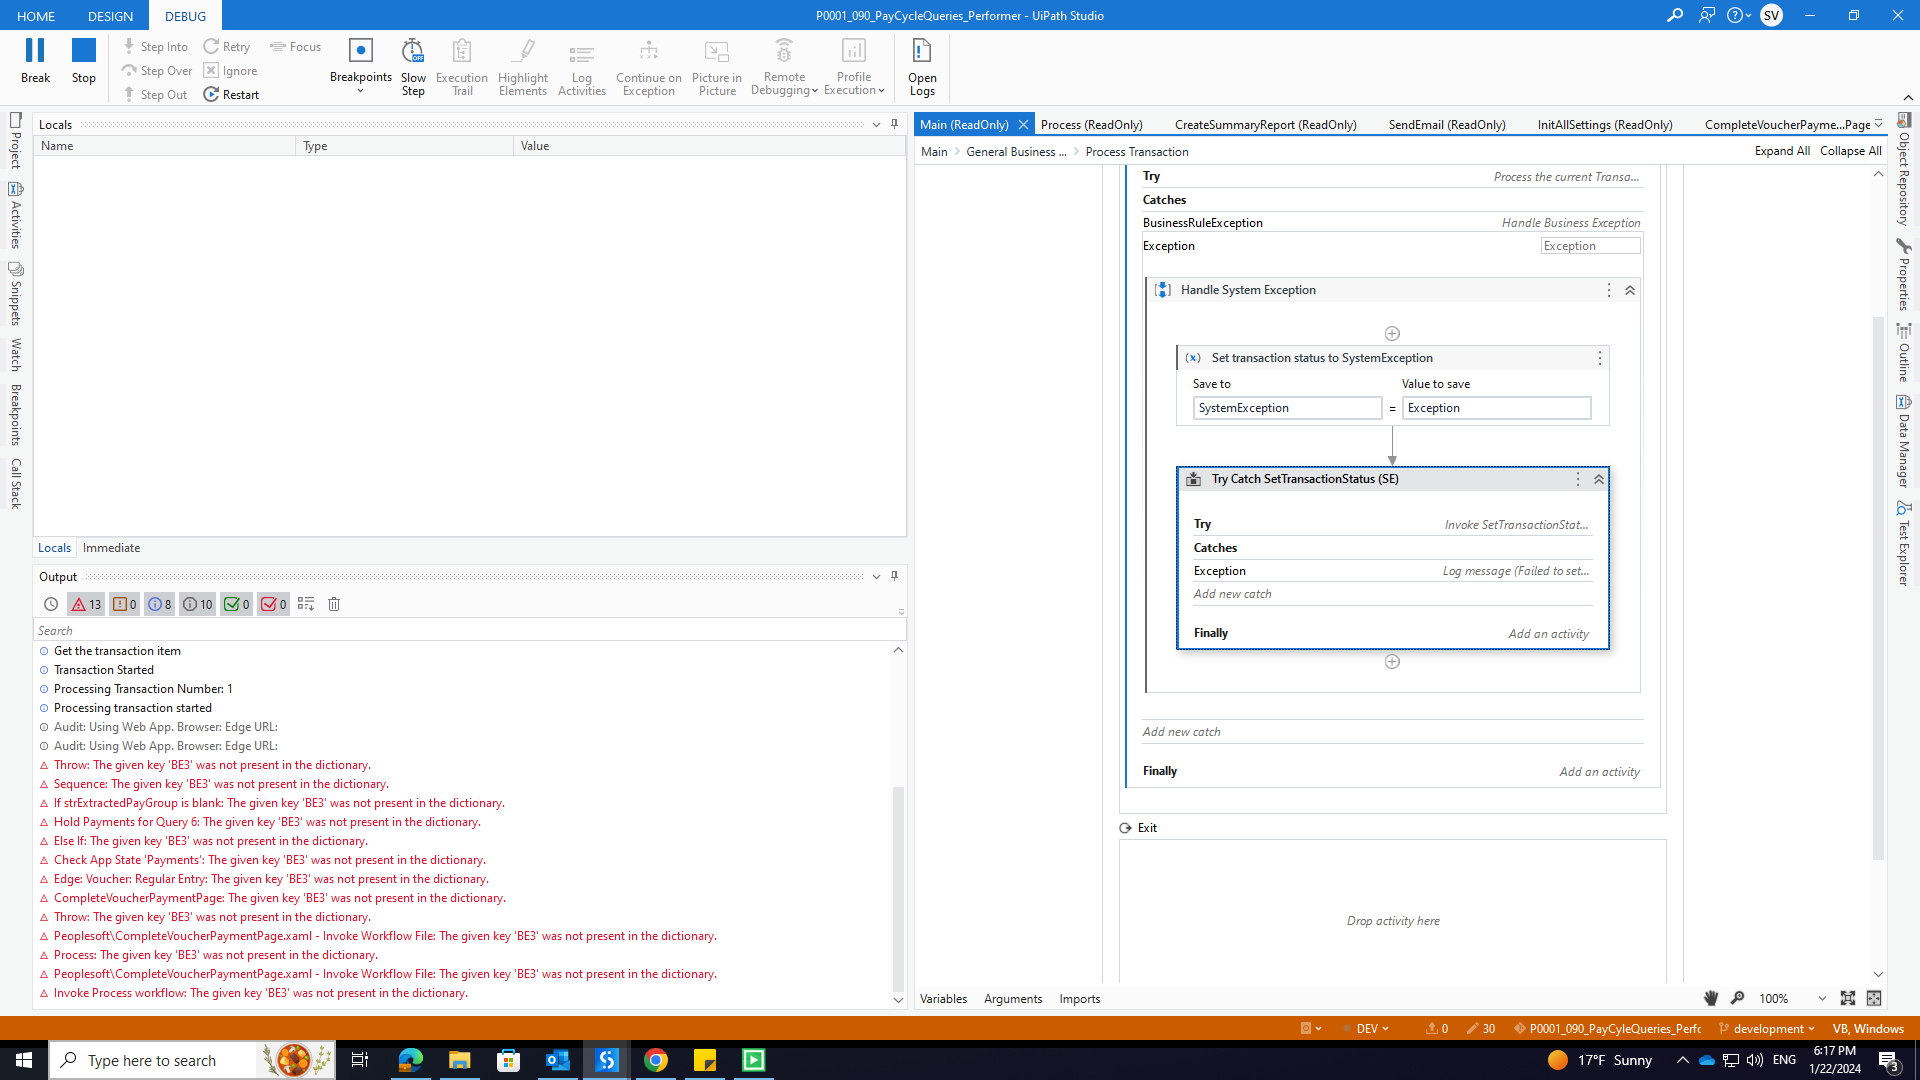 HOME DESIGN DEBUG
P0001_090_PayCycleQueries_Performer - UiPath Studio
SV
Break
Stop
Step Into
Step Over
Step Out
Retry
Ignore
Restart
Focus
Breakpoints
Slow Step
OFF
Execution Trail
Highlight Elements
Log Activities
Continue on Exception
Picture in Picture
Remote Debugging
Profile Execution
Open Logs
Project
Activities
Snippets
Watch
Breakpoints
Call Stack
Locals
Name Type Value
Locals Immediate
Output
13 0 8 10 0 0
Search
Get the transaction item
Transaction Started
Processing Transaction Number: 1
Processing transaction started
Audit: Using Web App. Browser: Edge URL:
Audit: Using Web App. Browser: Edge URL:
Throw: The given key 'BE3' was not present in the dictionary.
Sequence: The given key 'BE3' was not present in the dictionary.
If strExtractedPayGroup is blank: The given key 'BE3' was not present in the dictionary.
Hold Payments for Query 6: The given key 'BE3' was not present in the dictionary.
Else If: The given key 'BE3' was not present in the dictionary.
Check App State 'Payments': The given key 'BE3' was not present in the dictionary.
Edge: Voucher: Regular Entry: The given key 'BE3' was not present in the dictionary.
CompleteVoucherPaymentPage: The given key 'BE3' was not present in the dictionary.
Throw: The given key 'BE3' was not present in the dictionary.
Peoplesoft\CompleteVoucherPaymentPage.xaml - Invoke Workflow File: The given key 'BE3' was not present in the dictionary.
Process: The given key 'BE3' was not present in the dictionary.
Peoplesoft\CompleteVoucherPaymentPage.xaml - Invoke Workflow File: The given key 'BE3' was not present in the dictionary.
Invoke Process workflow: The given key 'BE3' was not present in the dictionary.
Main (ReadOnly) Process (ReadOnly) CreateSummaryReport (ReadOnly) SendEmail (ReadOnly) InitAllSettings (ReadOnly) CompleteVoucherPayme...Page
Main > General Business ... > Process Transaction
Expand All Collapse All
Try Process the current Transa...
Catches
BusinessRuleException Handle Business Exception
Exception Exception
Handle System Exception
(x) Set transaction status to SystemException
Save to Value to save
SystemException = Exception
Try Catch SetTransactionStatus (SE)
Try Invoke SetTransactionStat...
Catches
Exception Log message (Failed to set...
Add new catch
Finally Add an activity
Add new catch
Finally Add an activity
Exit
Drop activity here
Variables Arguments Imports
100%
Object Repository
Properties
Outline
Data Manager
Test Explorer
DEV 0 30 P0001_090_PayCyleQueries_Perfc development VB, Windows
Type here to search
17°F Sunny
ENG
6:17 PM
1/22/2024
3